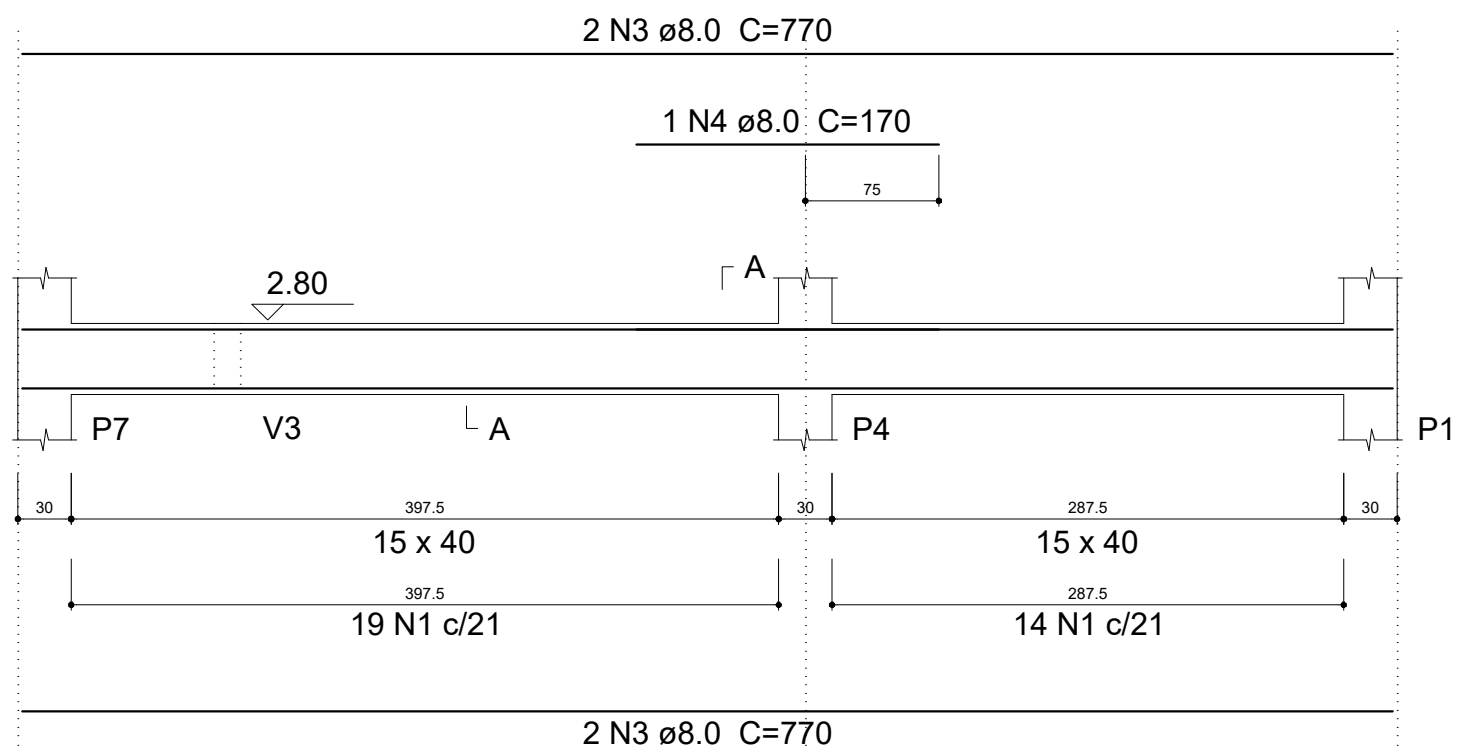 2 N3 ø8.0 C=770
1 N4 ø8.0 C=170
75
A
2.80
P7 V3 A P4 P1
30 397.5 30 287.5 30
15 x 40 15 x 40
397.5 287.5
19 N1 c/21 14 N1 c/21
2 N3 ø8.0 C=770